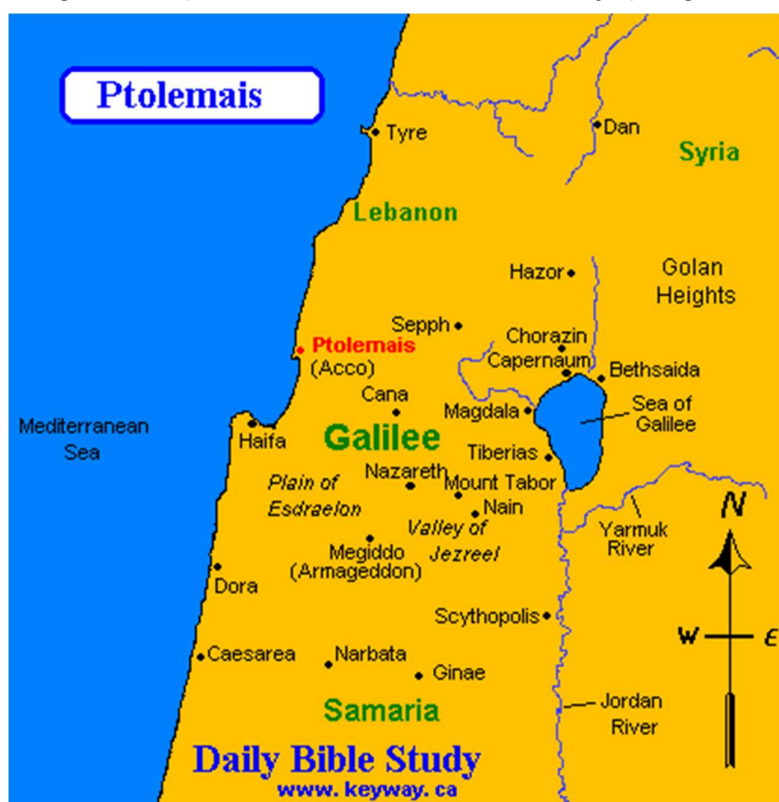 Ptolemais
Tyre
Dan
Syria
Lebanon
Hazor
Golan
Heights
Sepph
Chorazin
Ptolemais
(Acco)
Capernaum
Bethsaida
Cana
Magdala
Sea of
Galilee
Mediterranean
Sea
Haifa
Galilee
Tiberias
Nazareth
Mount Tabor
Plain of
Esdraelon
Nain
Valley of
Jezreel
Yarmuk
River
N
Megiddo
(Armageddon)
Dora
Scythopolis
W
E
Caesarea
Narbata
Ginae
Samaria
Jordan
River
Daily Bible Study
www.keyway.ca